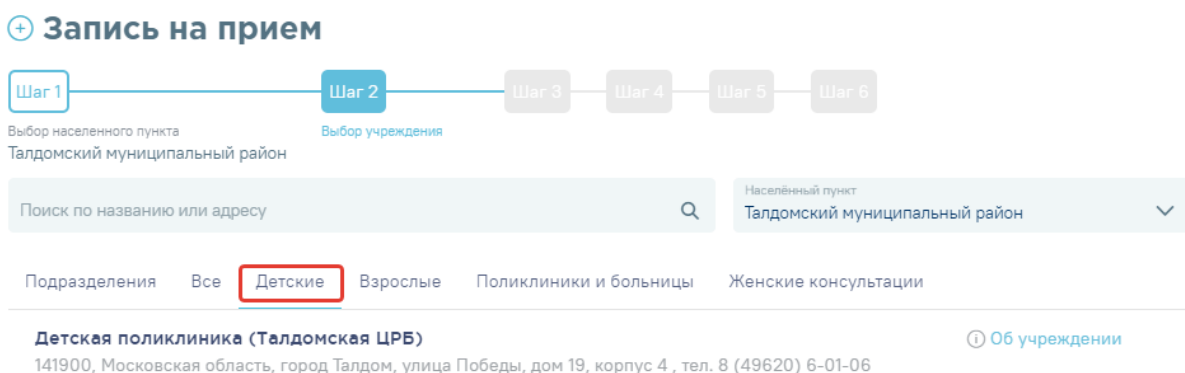 Запись на прием
Шаг 1 Шаг 2 Шаг 3 Шаг 4 Шаг 5 Шаг 6
Выбор населенного пункта Выбор учреждения
Талдомский муниципальный район
Населённый пункт
Поиск по названию или адресу Талдомский муниципальный район
Подразделения Все Детские Взрослые Поликлиники и больницы Женские консультации
Детская поликлиника (Талдомская ЦРБ) Об учреждении
141900, Московская область, город Талдом, улица Победы, дом 19, корпус 4 , тел. 8 (49620) 6-01-06